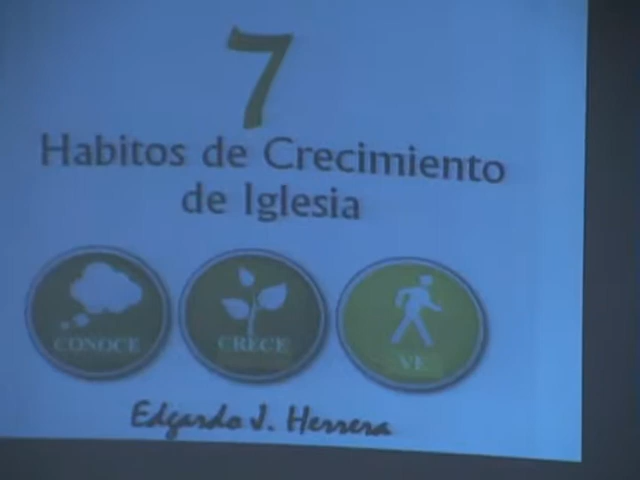 7
Habitos de Crecimiento
de Iglesia
CONOCE
CRECE
VE
Edgardo J. Herrera